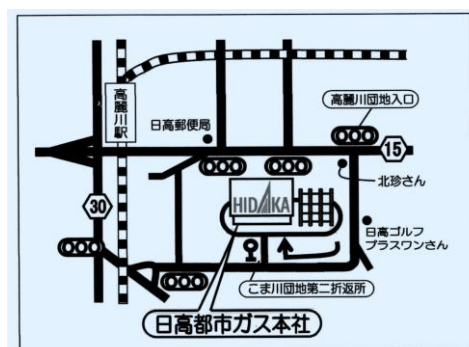 高麗川団地入口
高麗川駅
日高郵便局
15
北珍さん
HIDAKA
30
日高ゴルフ
プラスワンさん
こま川団地第二折返所
日高都市ガス本社